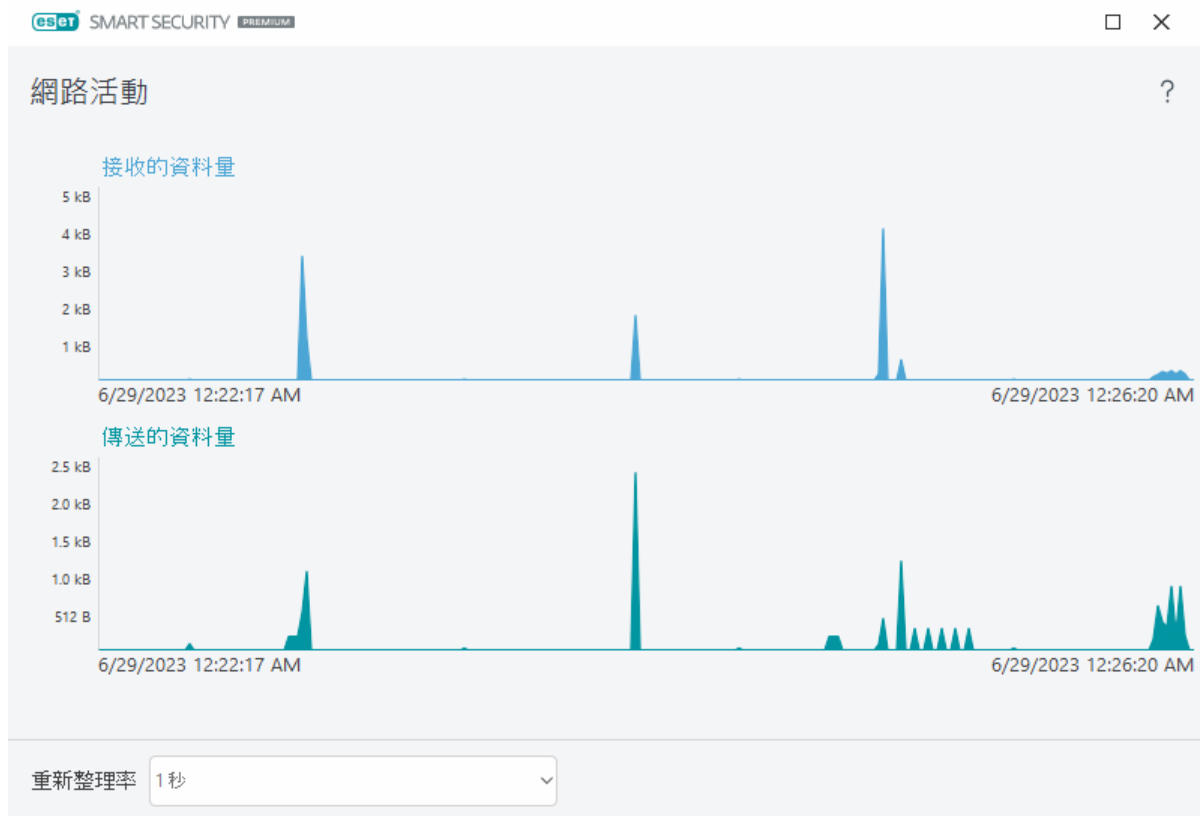 eset SMART SECURITY PREMIUM
網路活動
?
接收的資料量
5 kB
4 kB
3 kB
2 kB
1 kB
6/29/2023 12:22:17 AM 6/29/2023 12:26:20 AM
傳送的資料量
2.5 kB
2.0 kB
1.5 kB
1.0 kB
512 B
6/29/2023 12:22:17 AM 6/29/2023 12:26:20 AM
重新整理率 1 秒